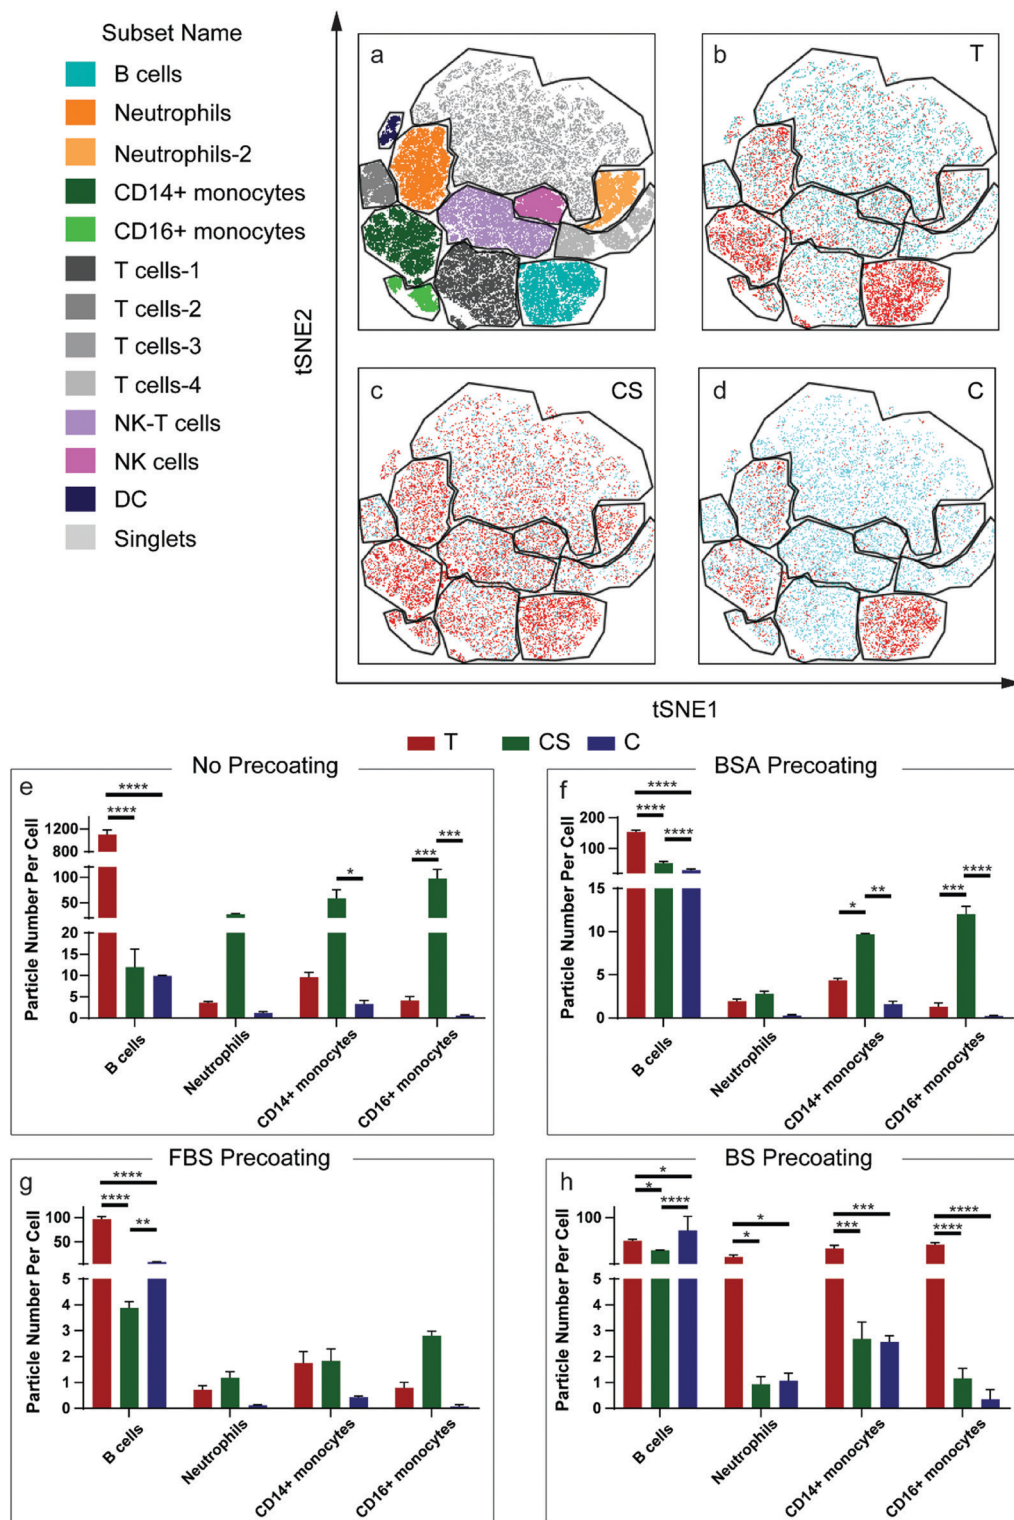 Subset Name
B cells
Neutrophils
Neutrophils-2
CD14+ monocytes
CD16+ monocytes
T cells-1
T cells-2
T cells-3
T cells-4
NK-T cells
NK cells
DC
Singlets
a
b T
c CS
d C
tSNE2
tSNE1
T CS C
e No Precoating
Particle Number Per Cell
1200
800
100
50
20
15
10
5
0
**** **** * *** ***
B cells
Neutrophils
CD14+ monocytes
CD16+ monocytes
f BSA Precoating
Particle Number Per Cell
200
100
15
10
5
0
**** **** **** * ** *** ****
B cells
Neutrophils
CD14+ monocytes
CD16+ monocytes
g FBS Precoating
Particle Number Per Cell
100
50
5
4
3
2
1
0
**** **** **
B cells
Neutrophils
CD14+ monocytes
CD16+ monocytes
h BS Precoating
Particle Number Per Cell
100
5
4
3
2
1
0
* * **** * * *** *** **** ****
B cells
Neutrophils
CD14+ monocytes
CD16+ monocytes